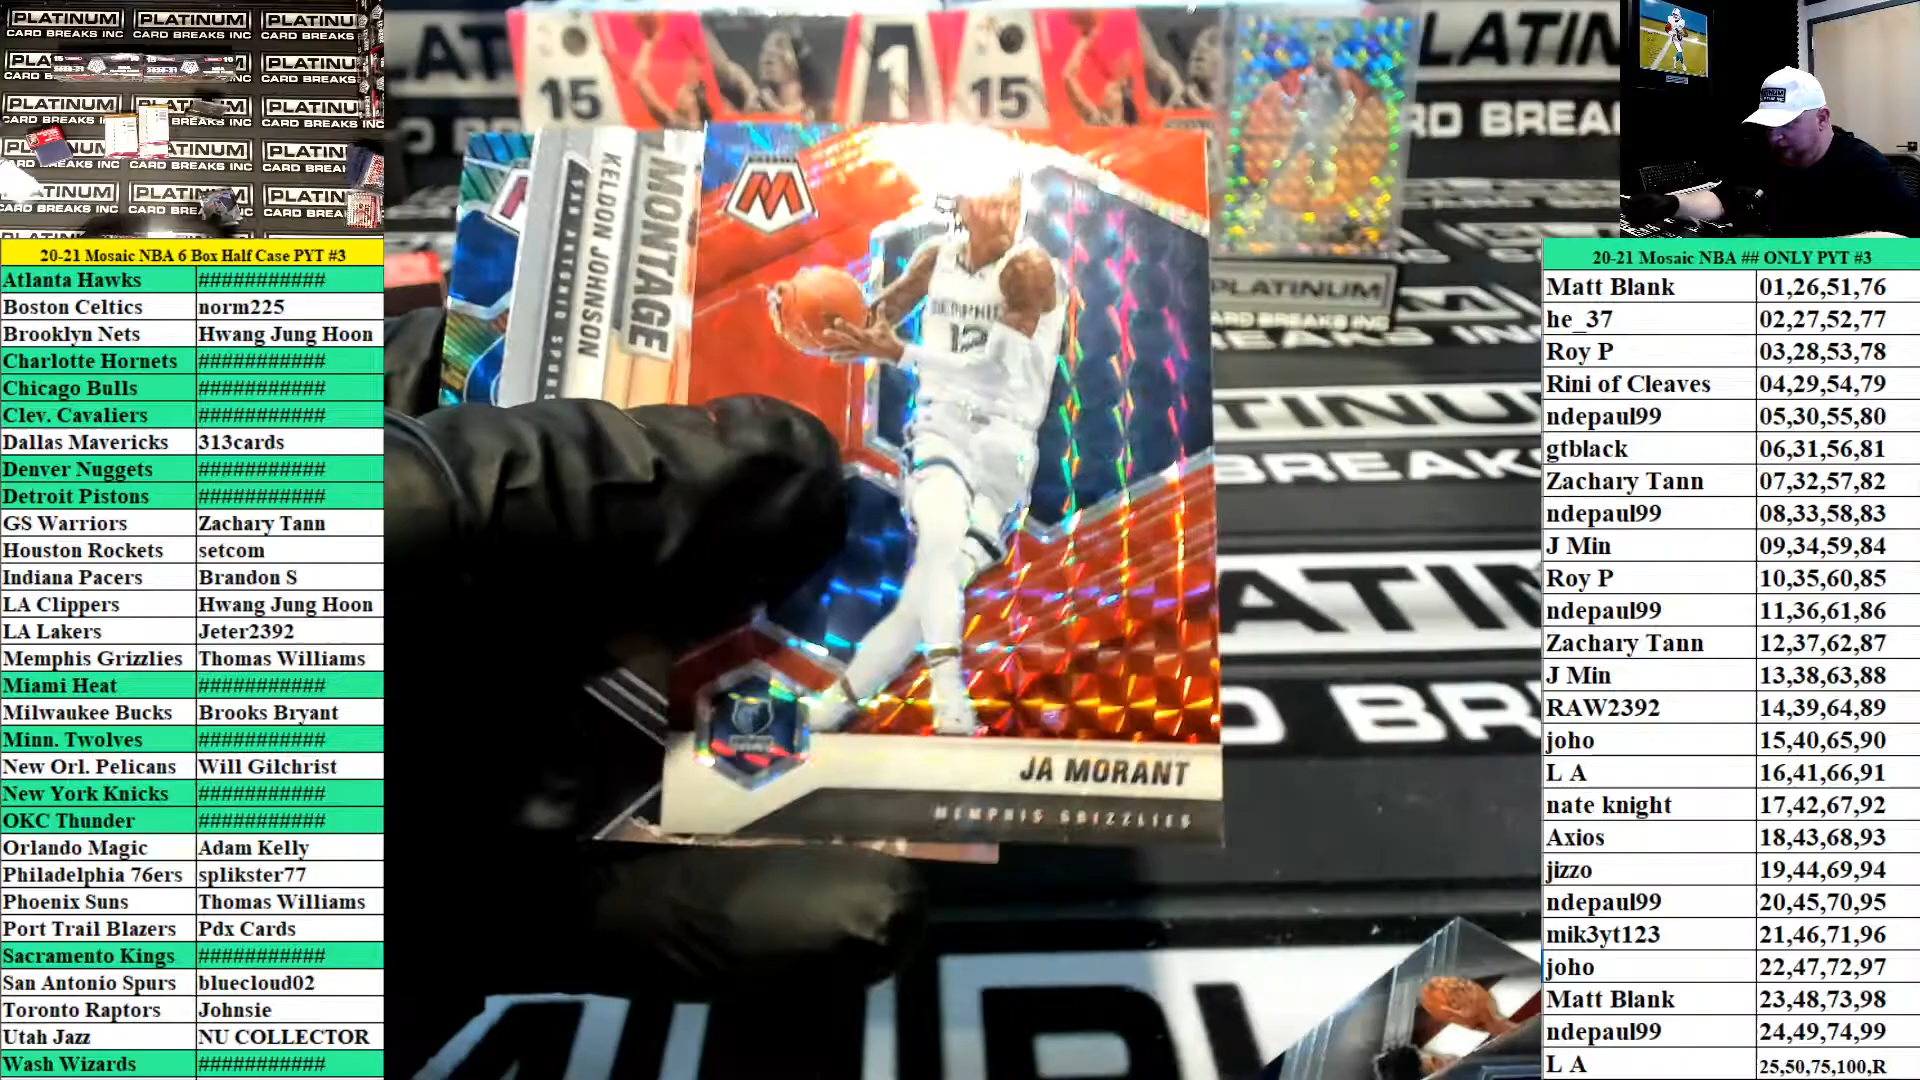 20-21 Mosaic NBA 6 Box Half Case PYT #3
Atlanta Hawks ###########
Boston Celtics norm225
Brooklyn Nets Hwang Jung Hoon
Charlotte Hornets ###########
Chicago Bulls ###########
Clev. Cavaliers ###########
Dallas Mavericks 313cards
Denver Nuggets ###########
Detroit Pistons ###########
GS Warriors Zachary Tann
Houston Rockets setcom
Indiana Pacers Brandon S
LA Clippers Hwang Jung Hoon
LA Lakers Jeter2392
Memphis Grizzlies Thomas Williams
Miami Heat ###########
Milwaukee Bucks Brooks Bryant
Minn. Twolves ###########
New Orl. Pelicans Will Gilchrist
New York Knicks ###########
OKC Thunder ###########
Orlando Magic Adam Kelly
Philadelphia 76ers splikster77
Phoenix Suns Thomas Williams
Port Trail Blazers Pdx Cards
Sacramento Kings ###########
San Antonio Spurs bluecloud02
Toronto Raptors Johnsie
Utah Jazz NU COLLECTOR
Wash Wizards ###########
15
1
15
MONTAGE
KELDON JOHNSON
SAN ANTONIO SPURS
MEMPHIS
12
JA MORANT
MEMPHIS GRIZZLIES
PLATINUM
CARD BREAKS INC
20-21 Mosaic NBA ## ONLY PYT #3
Matt Blank 01,26,51,76
he_37 02,27,52,77
Roy P 03,28,53,78
Rini of Cleaves 04,29,54,79
ndepaul99 05,30,55,80
gtblack 06,31,56,81
Zachary Tann 07,32,57,82
ndepaul99 08,33,58,83
J Min 09,34,59,84
Roy P 10,35,60,85
ndepaul99 11,36,61,86
Zachary Tann 12,37,62,87
J Min 13,38,63,88
RAW2392 14,39,64,89
joho 15,40,65,90
L A 16,41,66,91
nate knight 17,42,67,92
Axios 18,43,68,93
jizzo 19,44,69,94
ndepaul99 20,45,70,95
mik3yt123 21,46,71,96
joho 22,47,72,97
Matt Blank 23,48,73,98
ndepaul99 24,49,74,99
L A 25,50,75,100,R